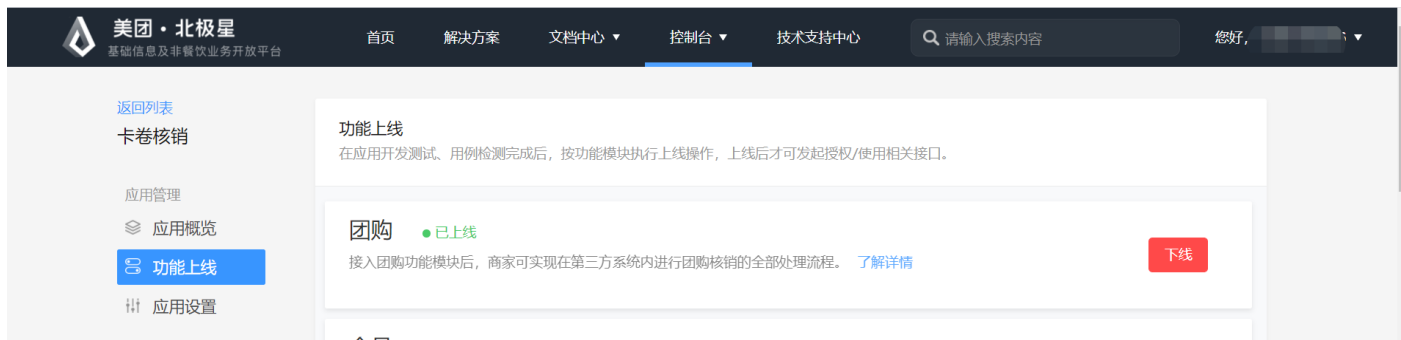 美团·北极星
基础信息及非餐饮业务开放平台
首页 解决方案 文档中心 ▼ 控制台 ▼ 技术支持中心 请输入搜索内容 您好, ▼
返回列表
卡卷核销
应用管理
应用概览
功能上线
应用设置
功能上线
在应用开发测试、用例检测完成后，按功能模块执行上线操作，上线后才可发起授权/使用相关接口。
团购 ●已上线
接入团购功能模块后，商家可实现在第三方系统内进行团购核销的全部处理流程。 了解详情
下线